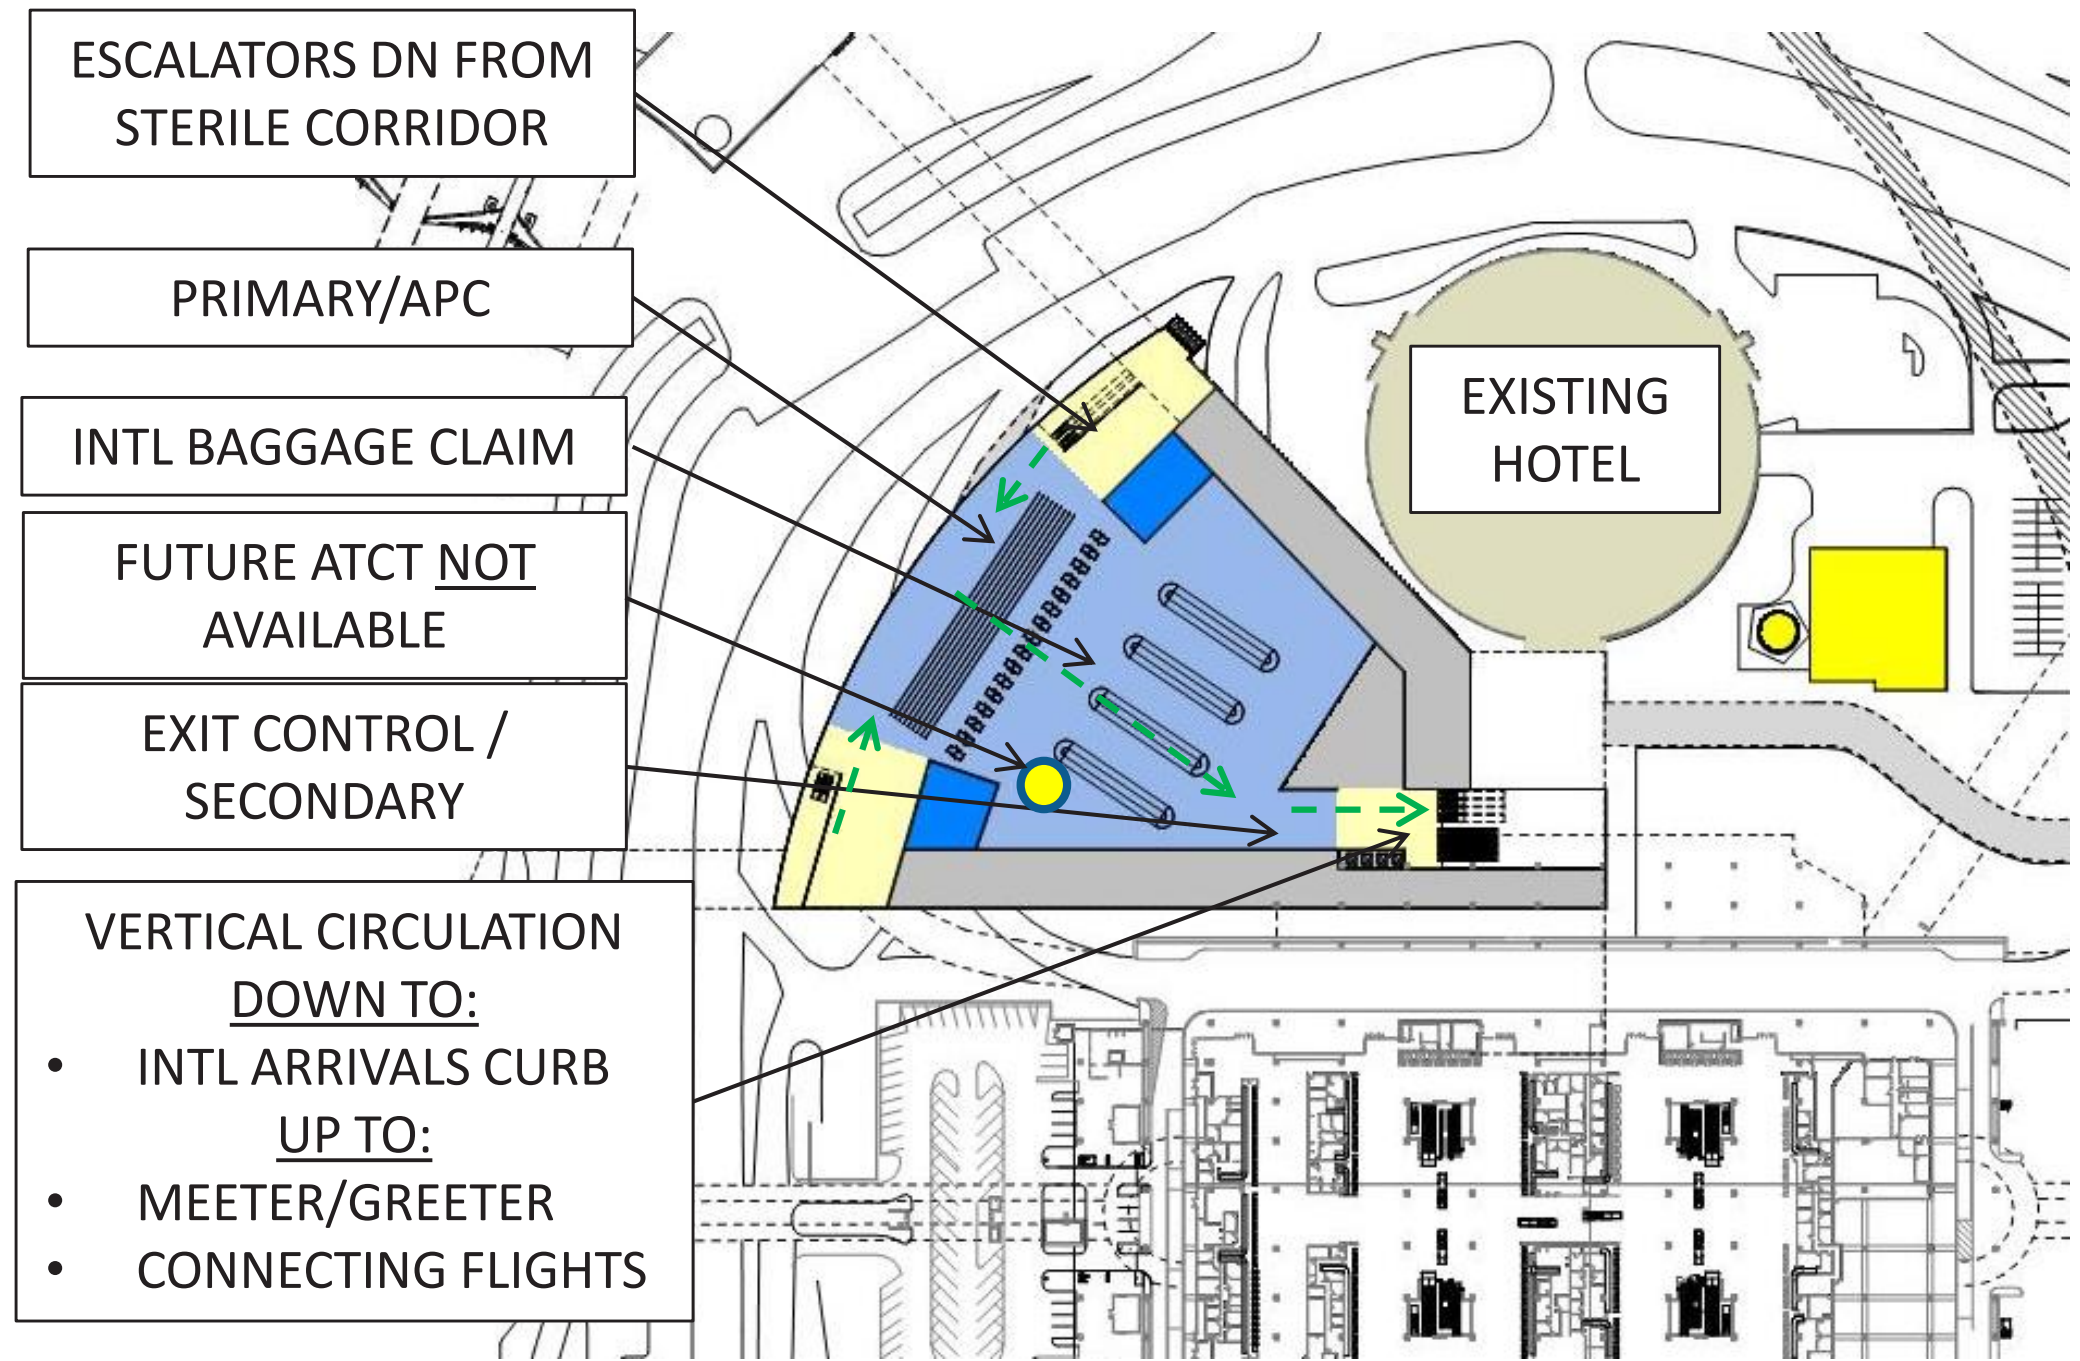 ESCALATORS DN FROM
STERILE CORRIDOR
PRIMARY/APC
INTL BAGGAGE CLAIM
FUTURE ATCT NOT
AVAILABLE
EXIT CONTROL /
SECONDARY
VERTICAL CIRCULATION
DOWN TO:
• INTL ARRIVALS CURB
UP TO:
• MEETER/GREETER
• CONNECTING FLIGHTS
EXISTING
HOTEL